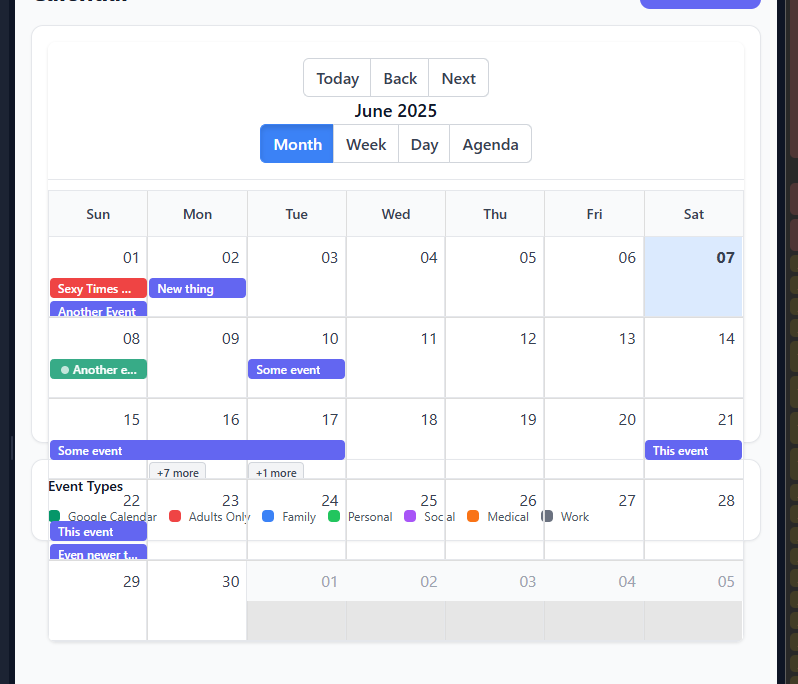 Today Back Next
June 2025
Month Week Day Agenda
Sun Mon Tue Wed Thu Fri Sat
01 02 03 04 05 06 07
Sexy Times ... New thing
Another Event
08 09 10 11 12 13 14
Another e... Some event
15 16 17 18 19 20 21
Some event This event
+7 more +1 more
Event Types
22 23 24 25 26 27 28
Google Calendar Adults Only Family Personal Social Medical Work
This event
Even newer t...
29 30 01 02 03 04 05